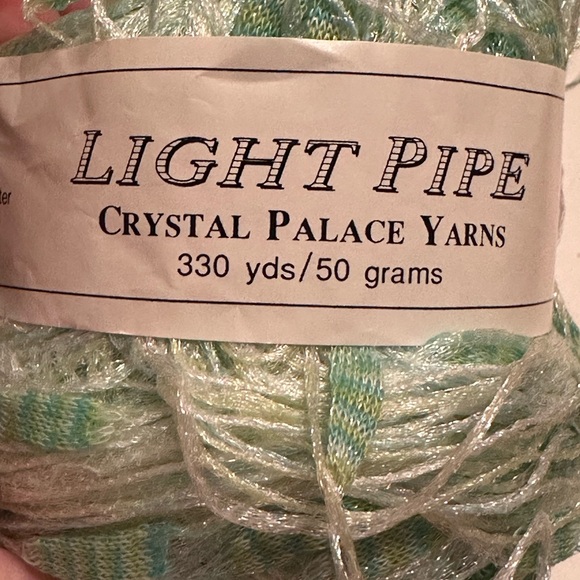 LIGHT PIPE
CRYSTAL PALACE YARNS
330 yds/50 grams